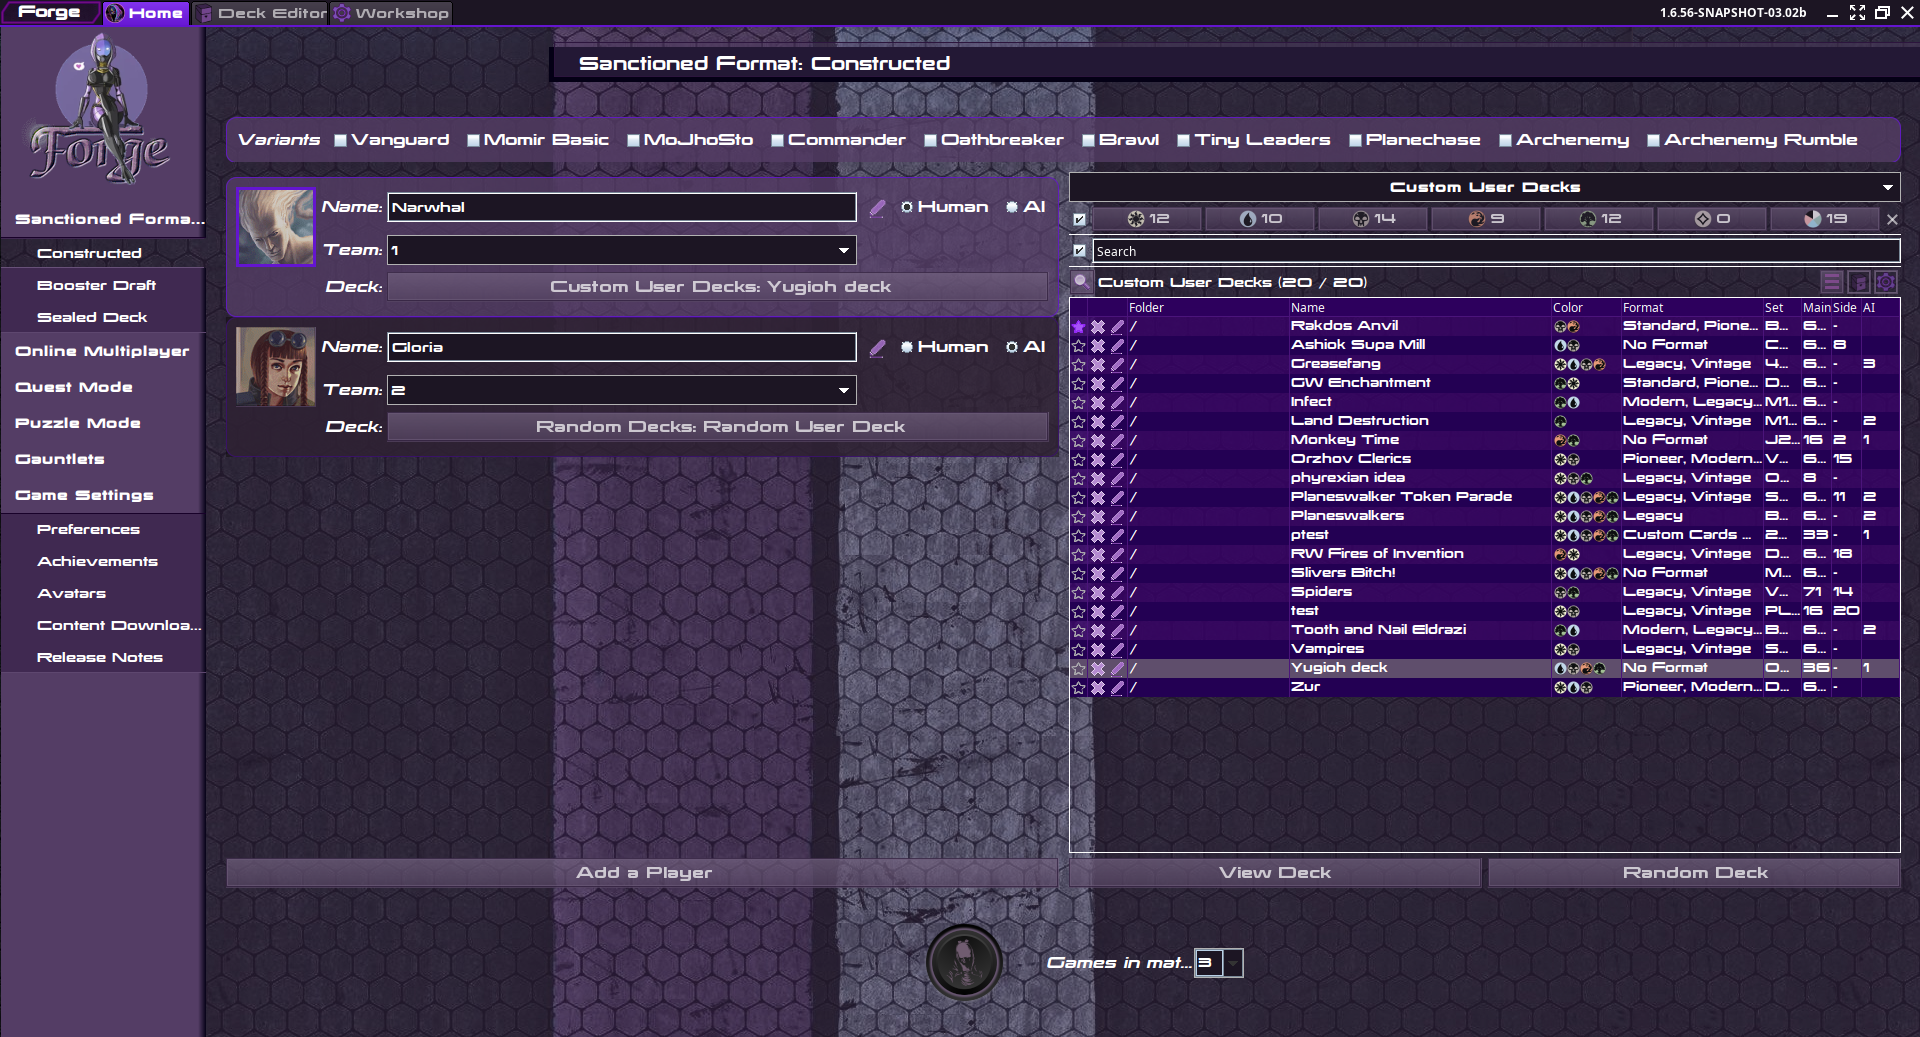 Forge
Home
Deck Editor
Workshop
1.6.56-SNAPSHOT-03.02b
Forge
Sanctioned Forma...
Constructed
Booster Draft
Sealed Deck
Online Multiplayer
Quest Mode
Puzzle Mode
Gauntlets
Game Settings
Preferences
Achievements
Avatars
Content Downloa...
Release Notes
Sanctioned Format: Constructed
Variants Vanguard Momir Basic MoJhoSto Commander Oathbreaker Brawl Tiny Leaders Planechase Archenemy Archenemy Rumble
Name: Narwhal Human AI
Team: 1
Deck: Custom User Decks: Yugioh deck
Name: Gloria Human AI
Team: 2
Deck: Random Decks: Random User Deck
Add a Player
Custom User Decks
12 10 14 9 12 0 19
Search
Custom User Decks (20 / 20)
Folder Name Color Format Set Main Side AI
/ Rakdos Anvil Standard, Pione... B... 6... -
/ Ashiok Supa Mill No Format C... 6... 8
/ Greasefang Legacy, Vintage 4... 6... - 3
/ GW Enchantment Standard, Pione... D... 6... -
/ Infect Modern, Legacy... M1... 6... -
/ Land Destruction Legacy, Vintage M1... 6... - 2
/ Monkey Time No Format J2... 16 2 1
/ Orzhov Clerics Pioneer, Modern... V... 6... 15
/ phyrexian idea Legacy, Vintage O... 8 -
/ Planeswalker Token Parade Legacy, Vintage S... 6... 11 2
/ Planeswalkers Legacy B... 6... - 2
/ ptest Custom Cards ... 2... 33 - 1
/ RW Fires of Invention Legacy, Vintage D... 6... 18
/ Slivers Bitch! No Format M... 6... -
/ Spiders Legacy, Vintage V... 71 14
/ test Legacy, Vintage PL... 16 20
/ Tooth and Nail Eldrazi Modern, Legacy... B... 6... - 2
/ Vampires Legacy, Vintage S... 6... -
/ Yugioh deck No Format O... 36 - 1
/ Zur Pioneer, Modern... D... 6... -
View Deck
Random Deck
Games in mat... 3